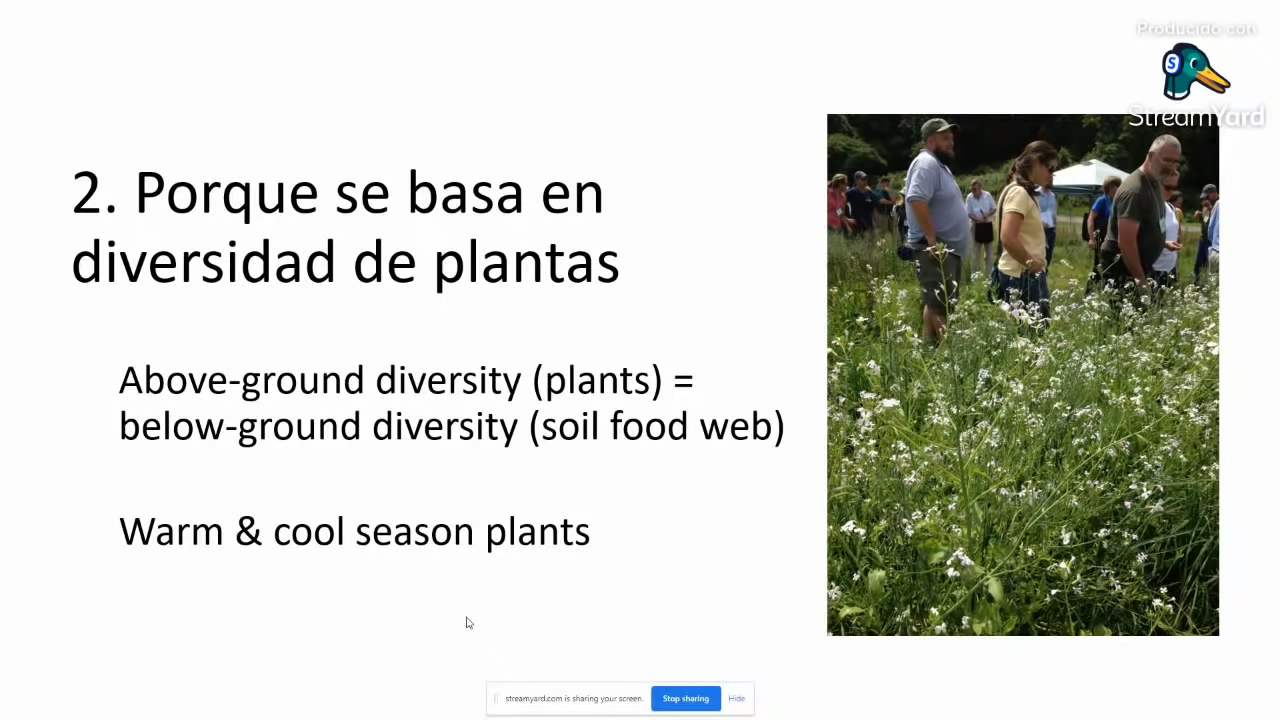 Producido con
StreamYard
2. Porque se basa en
diversidad de plantas
Above-ground diversity (plants) =
below-ground diversity (soil food web)
Warm & cool season plants
streamyard.com is sharing your screen.
Stop sharing
Hide